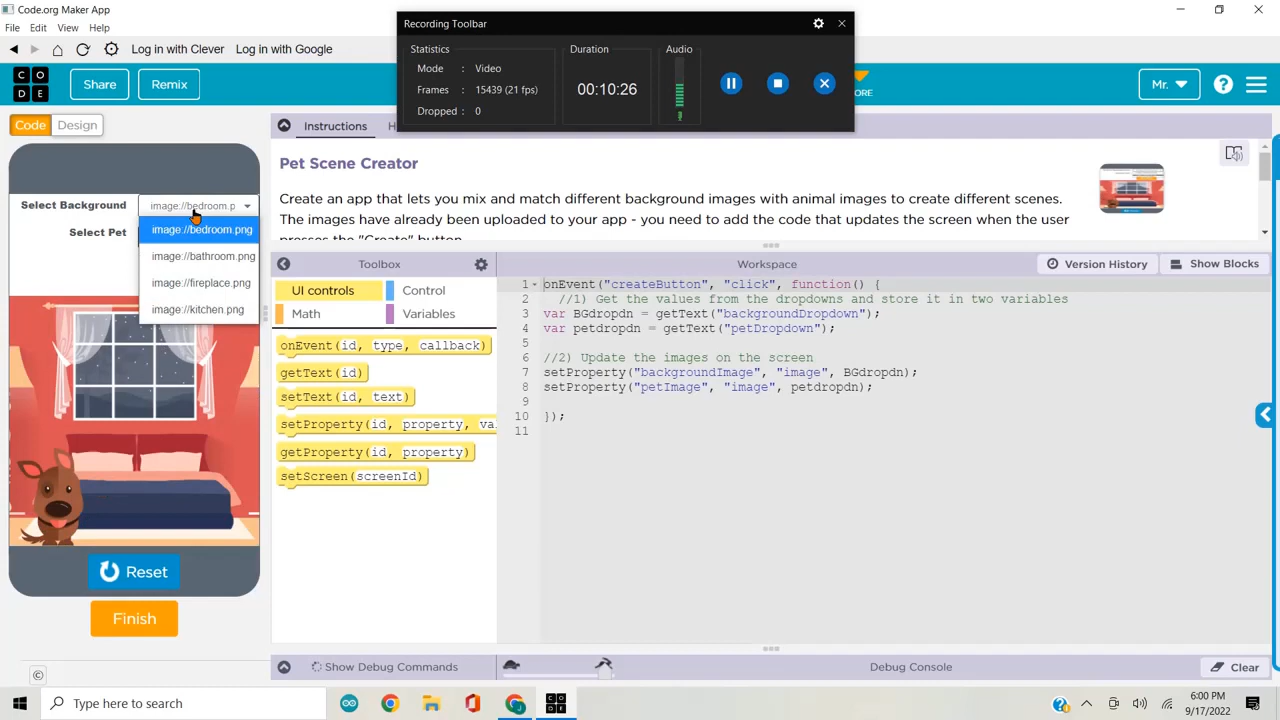 Code.org Maker App
File Edit View Help
Log in with Clever Log in with Google
Recording Toolbar
Statistics
Mode : Video
Frames : 15439 (21 fps)
Dropped : 0
Duration
00:10:26
Audio
C O
D E
Share
Remix
ORE
Mr.
?
Code Design
Select Background
image://bedroom.p
image://bedroom.png
image://bathroom.png
image://fireplace.png
image://kitchen.png
Select Pet
Reset
Finish
©
Instructions H
Pet Scene Creator
Create an app that lets you mix and match different background images with animal images to create different scenes.
The images have already been uploaded to your app - you need to add the code that updates the screen when the user
presses the "Create" button.
Toolbox
UI controls
Control
Math
Variables
onEvent(id, type, callback)
getText(id)
setText(id, text)
setProperty(id, property, va
getProperty(id, property)
setScreen(screenId)
Workspace
Version History
Show Blocks
1 onEvent("createButton", "click", function() {
2 //1) Get the values from the dropdowns and store it in two variables
3 var BGdropdn = getText("backgroundDropdown");
4 var petdropdn = getText("petDropdown");
5
6 //2) Update the images on the screen
7 setProperty("backgroundImage", "image", BGdropdn);
8 setProperty("petImage", "image", petdropdn);
9
10 });
11
Show Debug Commands
Debug Console
Clear
Type here to search
C O
D E
6:00 PM
9/17/2022